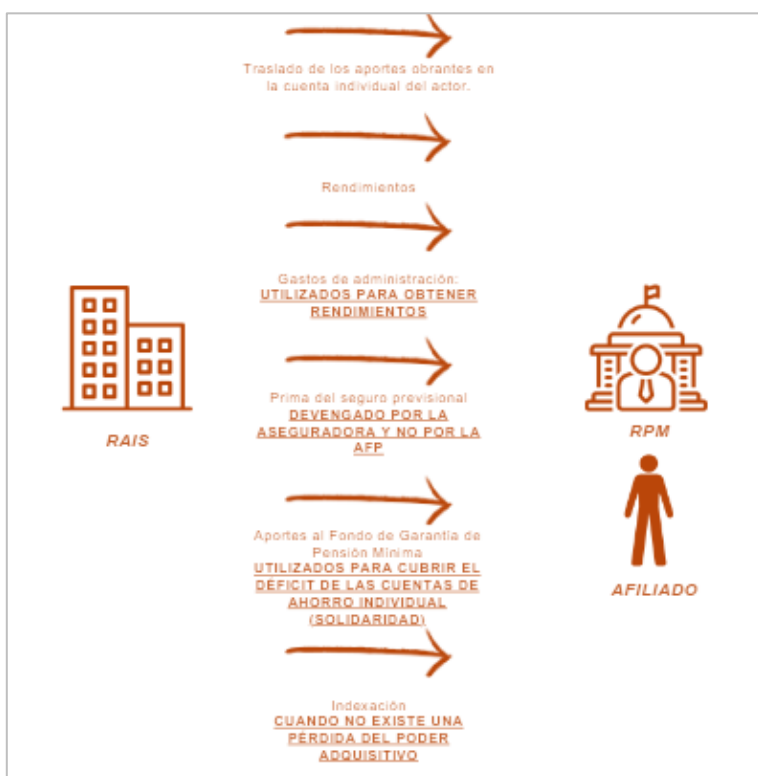 Traslado de los aportes obrantes en
la cuenta individual del actor.
Rendimientos
Gastos de administración:
UTILIZADOS PARA OBTENER
RENDIMIENTOS
Prima del seguro previsional
DEVENGADO POR LA
ASEGURADORA Y NO POR LA
AFP
Aportes al Fondo de Garantía de
Pensión Mínima
UTILIZADOS PARA CUBRIR EL
DÉFICIT DE LAS CUENTAS DE
AHORRO INDIVIDUAL
(SOLIDARIDAD)
Indexación
CUANDO NO EXISTE UNA
PÉRDIDA DEL PODER
ADQUISITIVO
RAIS
RPM
AFILIADO